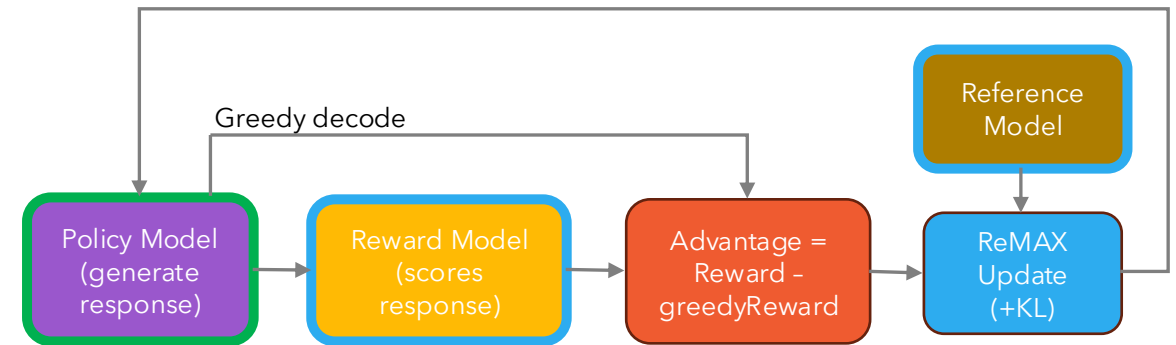 Greedy decode
Reference
Model
Policy Model
(generate
response)
Reward Model
(scores
response)
Advantage =
Reward –
greedyReward
ReMAX
Update
(+KL)